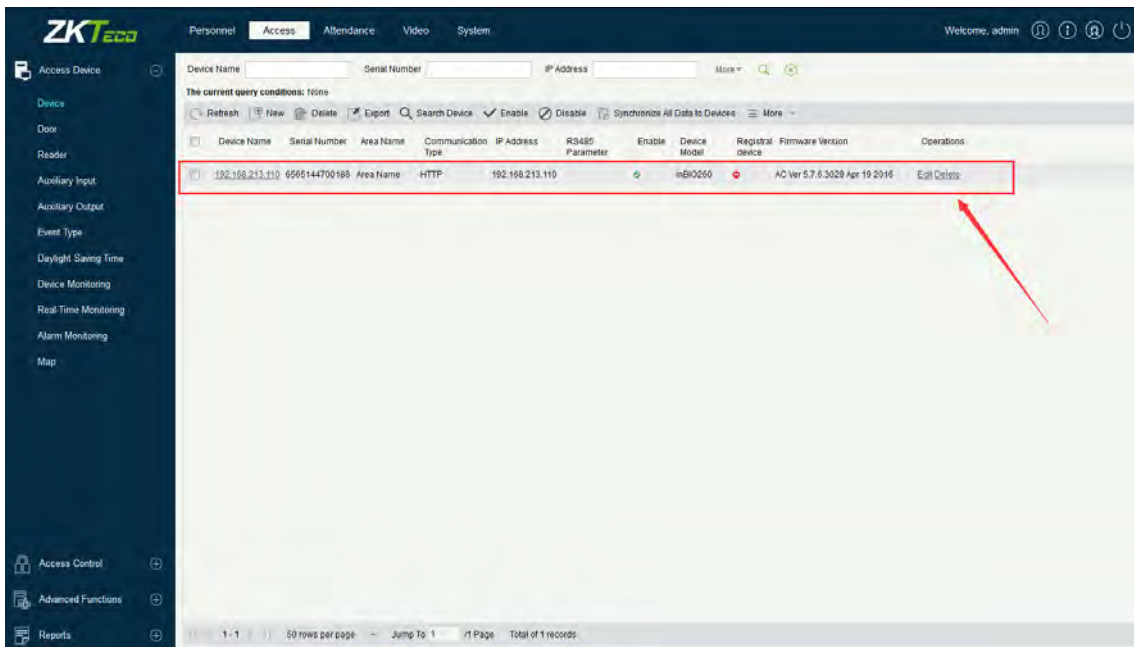 ZKTeco
Personnel Access Attendance Video System
Welcome, admin
Access Device
Device
Door
Reader
Auxiliary Input
Auxiliary Output
Event Type
Daylight Saving Time
Device Monitoring
Real-Time Monitoring
Alarm Monitoring
Map
Access Control
Advanced Functions
Reports
Device Name Serial Number IP Address More
The current query conditions: None
Refresh New Delete Export Search Device Enable Disable Synchronize All Data to Devices More
Device Name Serial Number Area Name Communication Type IP Address RS485 Parameter Enable Device Model Registral device Firmware Version Operations
192.168.213.110 6565144700188 Area Name HTTP 192.168.213.110 inBIO260 AC Ver 5.7.6.3029 Apr 19 2016 Edit Delete
1-1 50 rows per page Jump To 1 /1 Page Total of 1 records